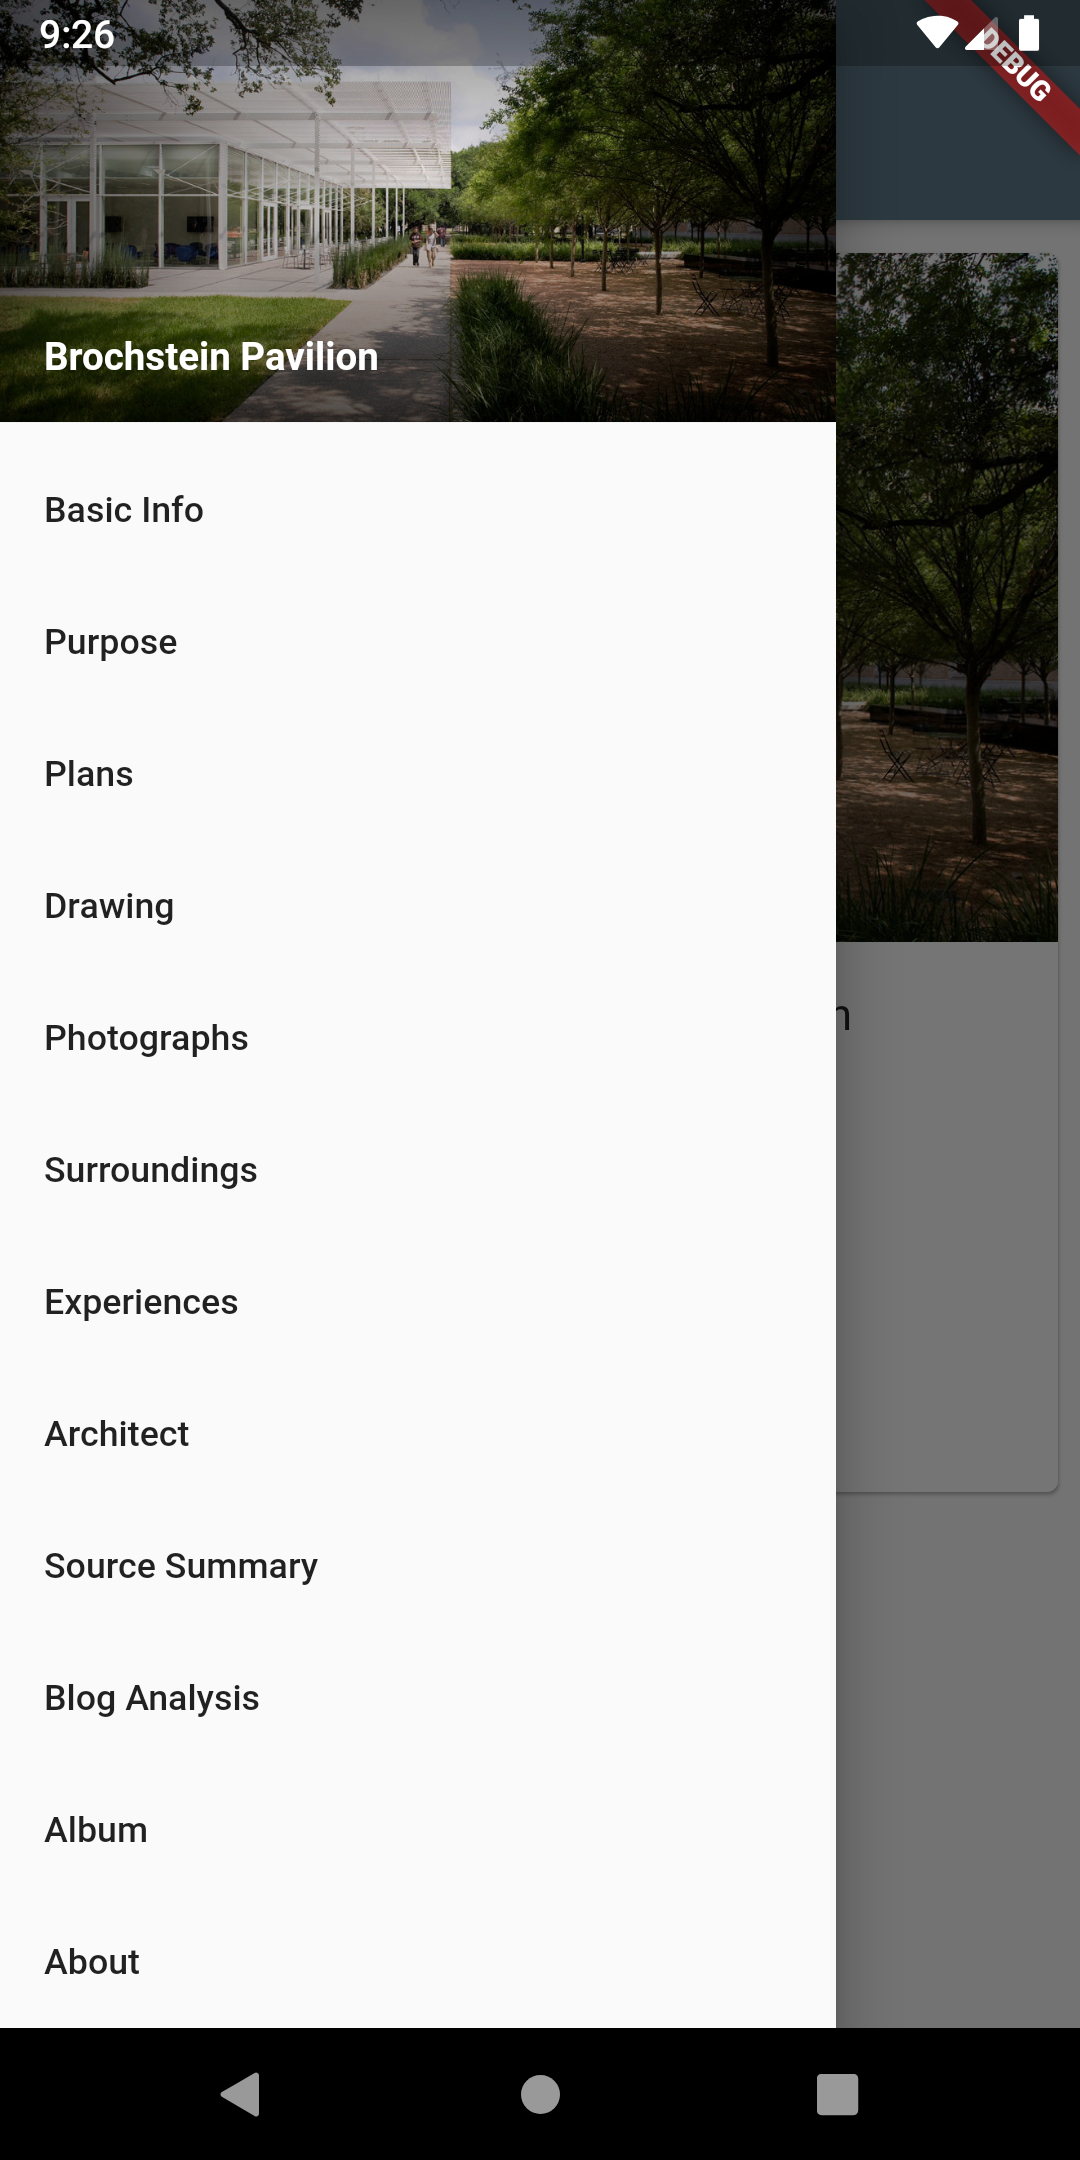 9:26
DEBUG
Brochstein Pavilion
Basic Info
Purpose
Plans
Drawing
Photographs
Surroundings
Experiences
Architect
Source Summary
Blog Analysis
Album
About
n